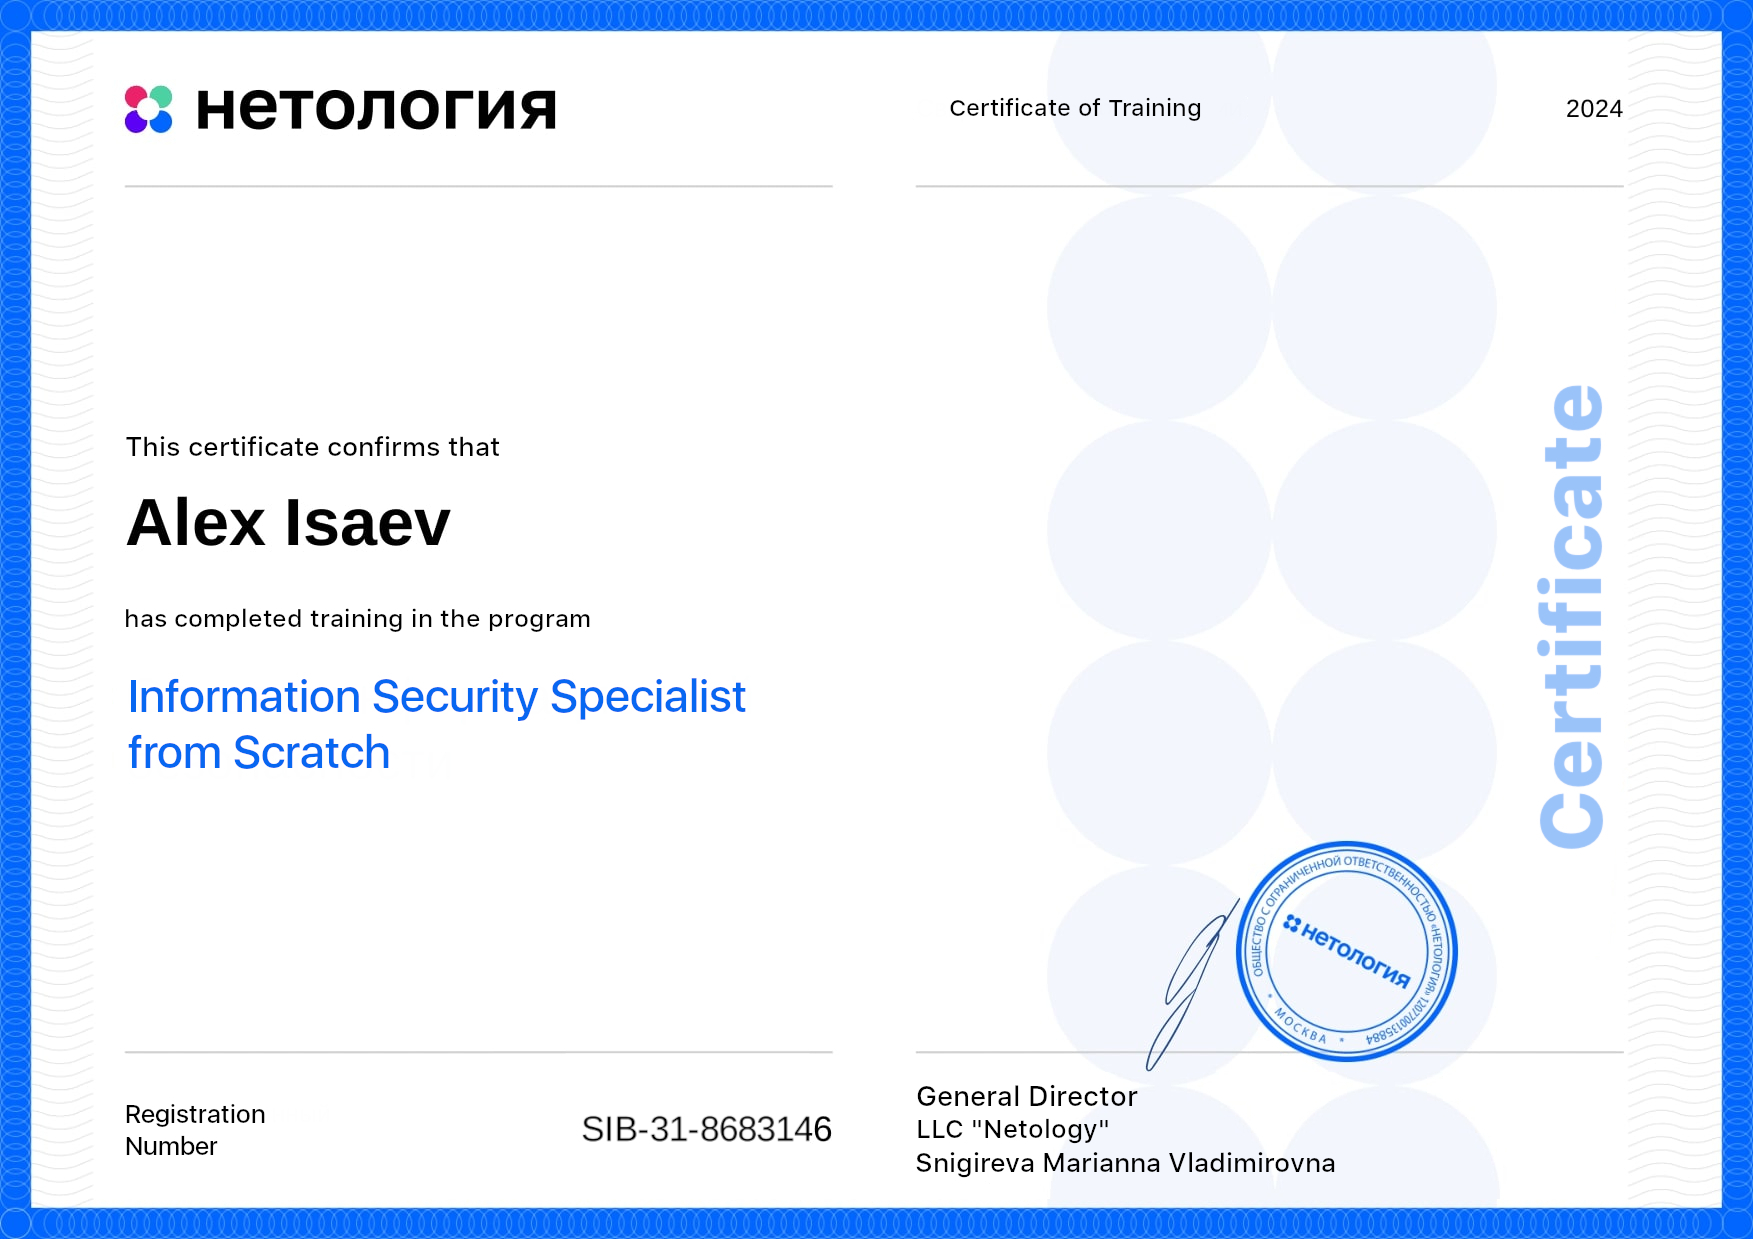 нетология
Certificate of Training
2024
This certificate confirms that
Alex Isaev
has completed training in the program
Information Security Specialist
from Scratch
Certificate
ОБЩЕСТВО С ОГРАНИЧЕННОЙ ОТВЕТСТВЕННОСТЬЮ «НЕТОЛОГИЯ» 1207700135884
* МОСКВА *
нетология
Registration
Number
SIB-31-8683146
General Director
LLC "Netology"
Snigireva Marianna Vladimirovna